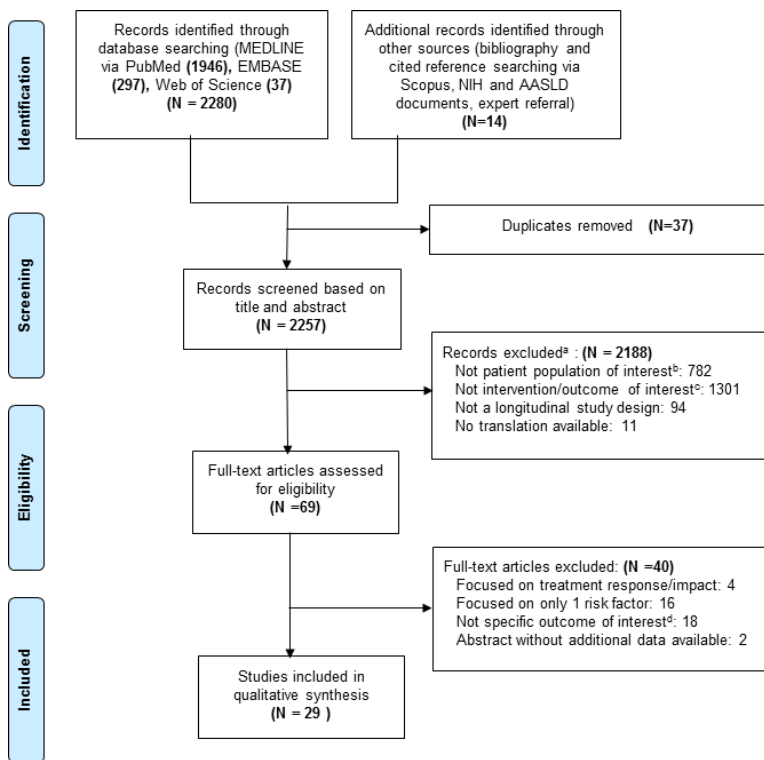 Identification
Records identified through
database searching (MEDLINE
via PubMed (1946), EMBASE
(297), Web of Science (37)
(N = 2280)
Additional records identified through
other sources (bibliography and
cited reference searching via
Scopus, NIH and AASLD
documents, expert referral)
(N=14)
Screening
Duplicates removed (N=37)
Records screened based on
title and abstract
(N = 2257)
Records excludedᵃ : (N = 2188)
Not patient population of interestᵇ: 782
Not intervention/outcome of interestᶜ: 1301
Not a longitudinal study design: 94
No translation available: 11
Eligibility
Full-text articles assessed
for eligibility
(N =69)
Full-text articles excluded: (N =40)
Focused on treatment response/impact: 4
Focused on only 1 risk factor: 16
Not specific outcome of interestᵈ: 18
Abstract without additional data available: 2
Included
Studies included in
qualitative synthesis
(N = 29 )